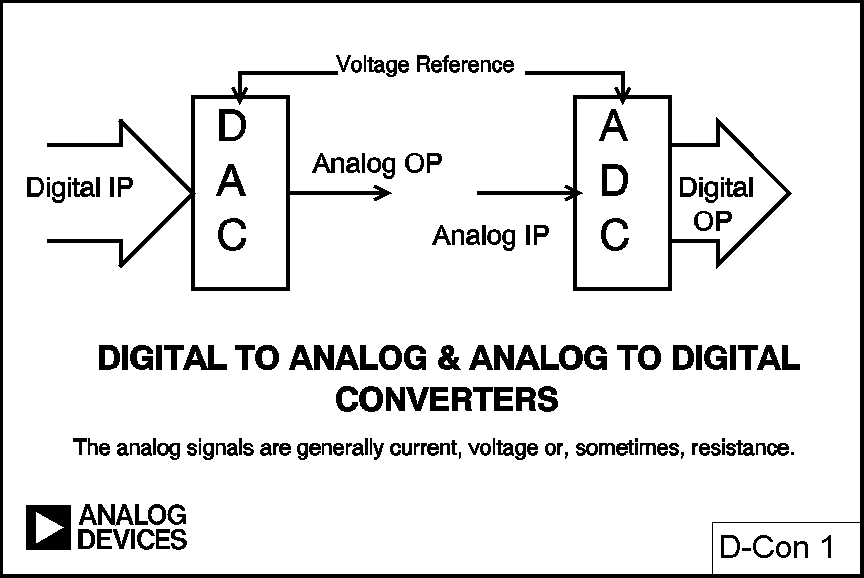 Voltage Reference
D
A
C
A
D
C
Digital IP
Analog OP
Analog IP
Digital
OP
DIGITAL TO ANALOG & ANALOG TO DIGITAL
CONVERTERS
The analog signals are generally current, voltage or, sometimes, resistance.
ANALOG
DEVICES
D-Con 1